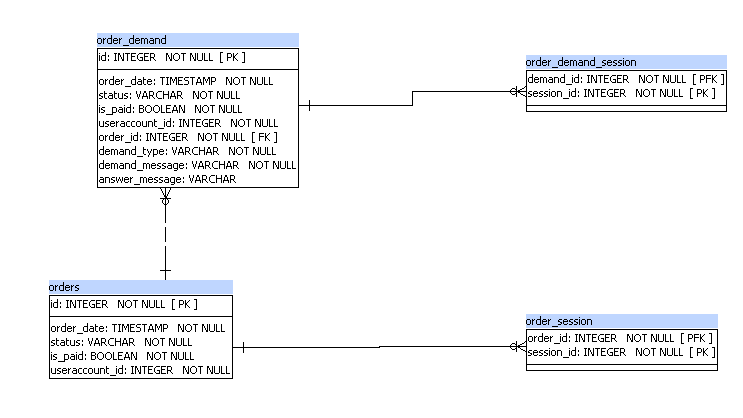 order_demand
id: INTEGER NOT NULL [ PK ]
order_date: TIMESTAMP NOT NULL
status: VARCHAR NOT NULL
is_paid: BOOLEAN NOT NULL
useraccount_id: INTEGER NOT NULL
order_id: INTEGER NOT NULL [ FK ]
demand_type: VARCHAR NOT NULL
demand_message: VARCHAR NOT NULL
answer_message: VARCHAR
order_demand_session
demand_id: INTEGER NOT NULL [ PFK ]
session_id: INTEGER NOT NULL [ PK ]
orders
id: INTEGER NOT NULL [ PK ]
order_date: TIMESTAMP NOT NULL
status: VARCHAR NOT NULL
is_paid: BOOLEAN NOT NULL
useraccount_id: INTEGER NOT NULL
order_session
order_id: INTEGER NOT NULL [ PFK ]
session_id: INTEGER NOT NULL [ PK ]